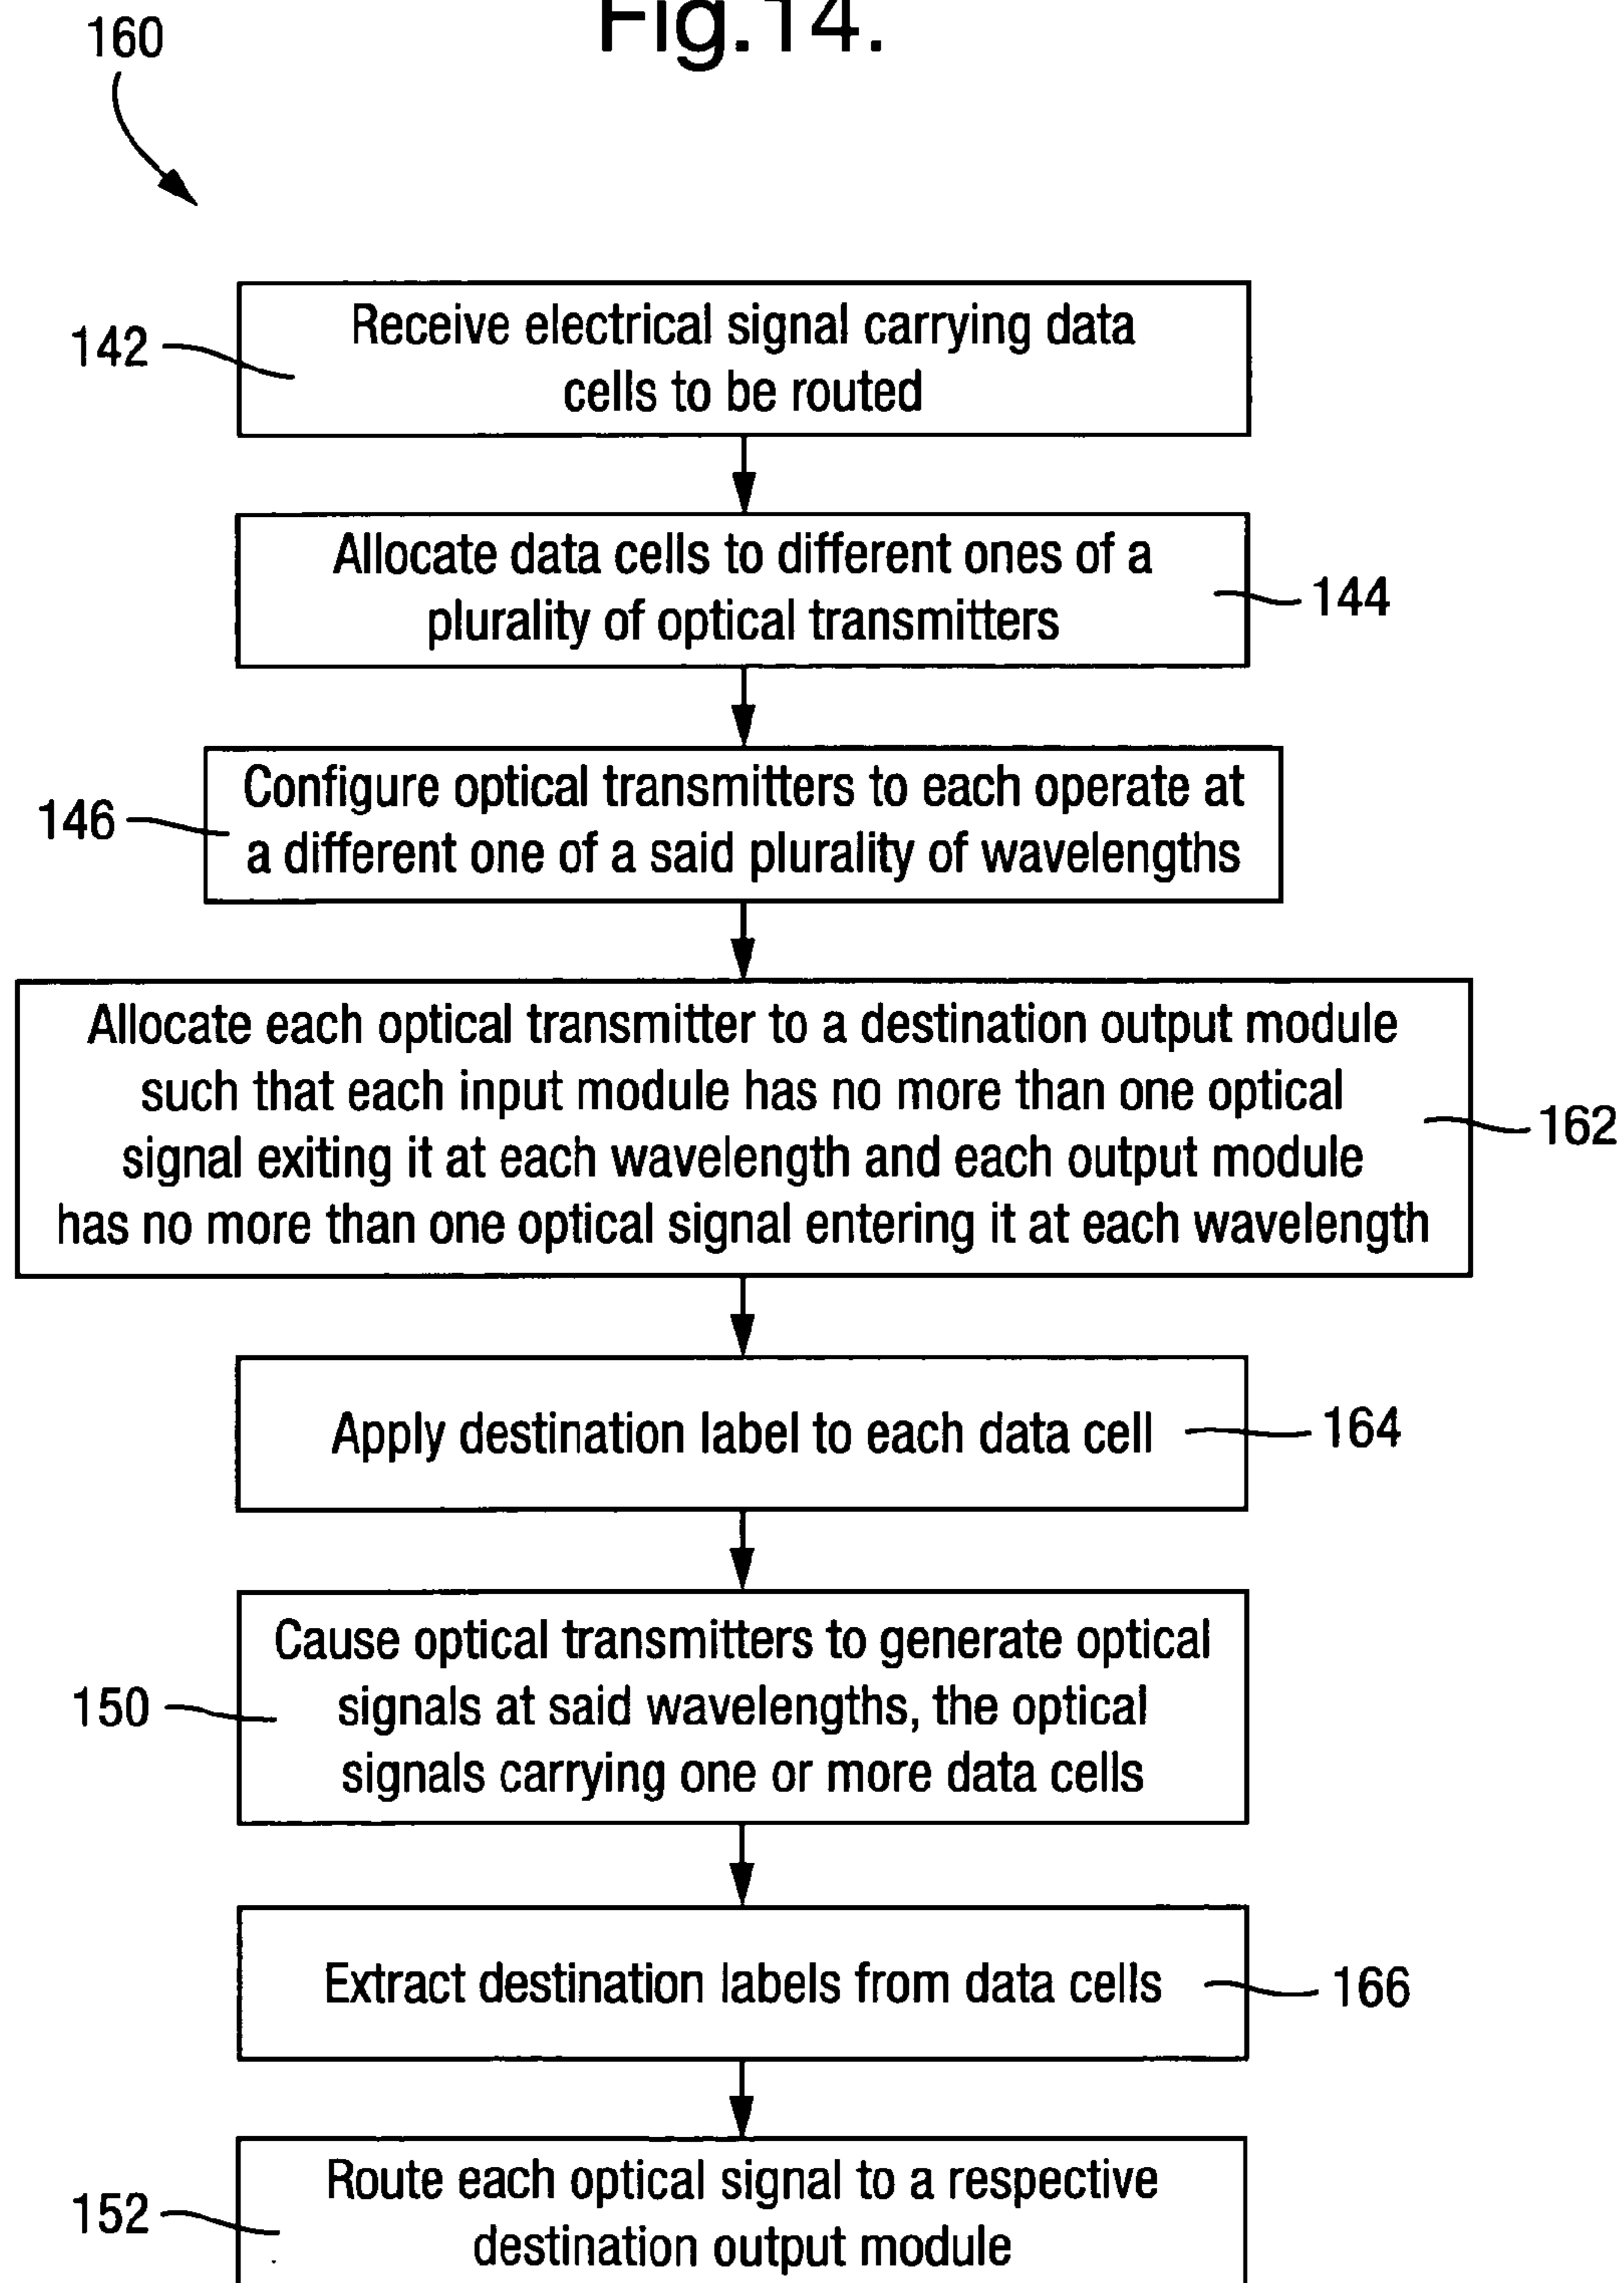 Fig.14.
160
142
Receive electrical signal carrying data
cells to be routed
Allocate data cells to different ones of a
plurality of optical transmitters
144
146
Configure optical transmitters to each operate at
a different one of a said plurality of wavelengths
Allocate each optical transmitter to a destination output module
such that each input module has no more than one optical
signal exiting it at each wavelength and each output module
has no more than one optical signal entering it at each wavelength
162
Apply destination label to each data cell
164
150
Cause optical transmitters to generate optical
signals at said wavelengths, the optical
signals carrying one or more data cells
Extract destination labels from data cells
166
152
Route each optical signal to a respective
destination output module